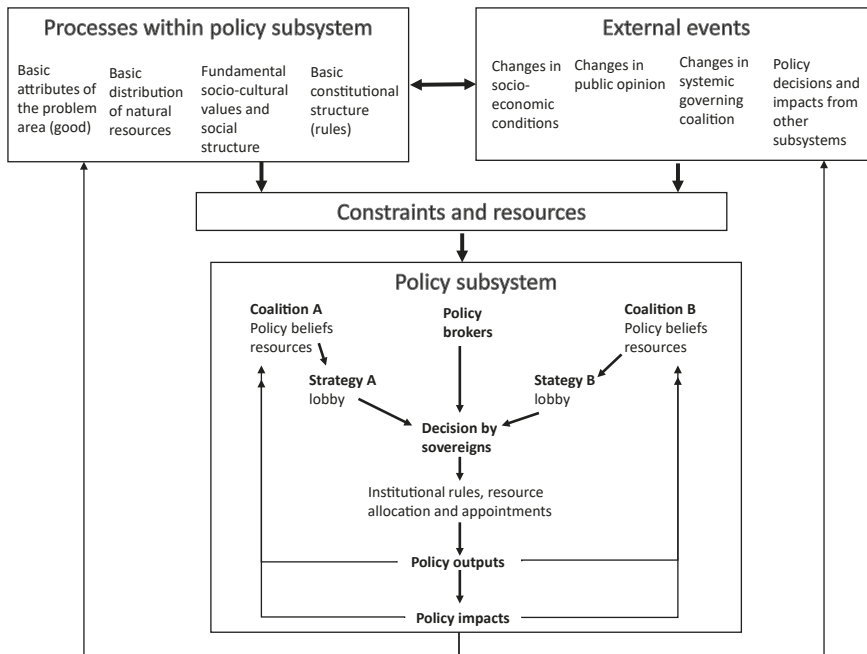 Processes within policy subsystem
Basic
attributes of
the problem
area (good)
Basic
distribution
of natural
resources
Fundamental
socio-cultural
values and
social
structure
Basic
constitutional
structure
(rules)
External events
Changes in
socio-
economic
conditions
Changes in
public opinion
Changes in
systemic
governing
coalition
Policy
decisions and
impacts from
other
subsystems
Constraints and resources
Policy subsystem
Coalition A
Policy beliefs
resources
Policy
brokers
Coalition B
Policy beliefs
resources
Strategy A
lobby
Stategy B
lobby
Decision by
sovereigns
Institutional rules, resource
allocation and appointments
Policy outputs
Policy impacts